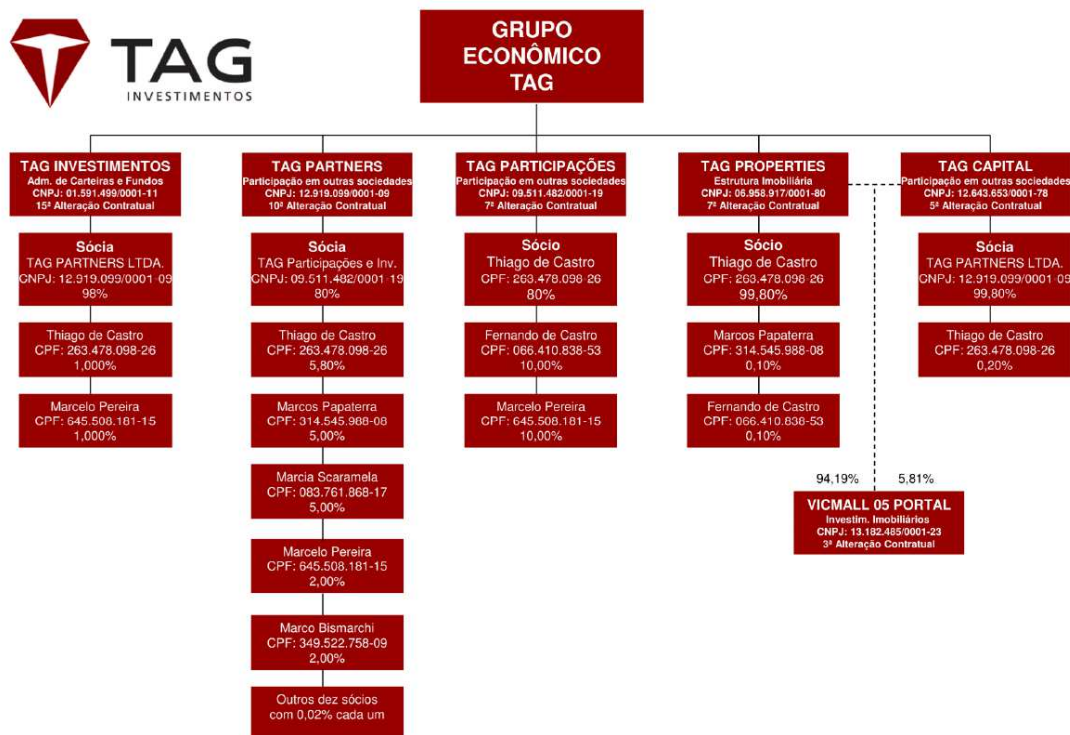 TAG
INVESTIMENTOS
GRUPO
ECONÔMICO
TAG
TAG INVESTIMENTOS
Adm. de Carteiras e Fundos
CNPJ: 01.591.499/0001-11
15ª Alteração Contratual
Sócia
TAG PARTNERS LTDA.
CNPJ: 12.919.099/0001-09
98%
Thiago de Castro
CPF: 263.478.098-26
1,000%
Marcelo Pereira
CPF: 645.508.181-15
1,000%
TAG PARTNERS
Participação em outras sociedades
CNPJ: 12.919.099/0001-09
10ª Alteração Contratual
Sócia
TAG Participações e Inv.
CNPJ: 09.511.482/0001-19
80%
Thiago de Castro
CPF: 263.478.098-26
5,80%
Marcos Papaterra
CPF: 314.545.988-08
5,00%
Marcia Scaramela
CPF: 083.761.868-17
5,00%
Marcelo Pereira
CPF: 645.508.181-15
2,00%
Marco Bismarchi
CPF: 349.522.758-09
2,00%
Outros dez sócios
com 0,02% cada um
TAG PARTICIPAÇÕES
Participação em outras sociedades
CNPJ: 09.511.482/0001-19
7ª Alteração Contratual
Sócio
Thiago de Castro
CPF: 263.478.098-26
80%
Fernando de Castro
CPF: 066.410.838-53
10,00%
Marcelo Pereira
CPF: 645.508.181-15
10,00%
TAG PROPERTIES
Estrutura Imobiliária
CNPJ: 06.958.917/0001-80
7ª Alteração Contratual
Sócio
Thiago de Castro
CPF: 263.478.098-26
99,80%
Marcos Papaterra
CPF: 314.545.988-08
0,10%
Fernando de Castro
CPF: 066.410.838-53
0,10%
TAG CAPITAL
Participação em outras sociedades
CNPJ: 12.643.653/0001-78
5ª Alteração Contratual
Sócia
TAG PARTNERS LTDA.
CNPJ: 12.919.099/0001-09
99,80%
Thiago de Castro
CPF: 263.478.098-26
0,20%
94,19% 5,81%
VICMALL 05 PORTAL
Investim. Imobiliários
CNPJ: 13.182.485/0001-23
3ª Alteração Contratual